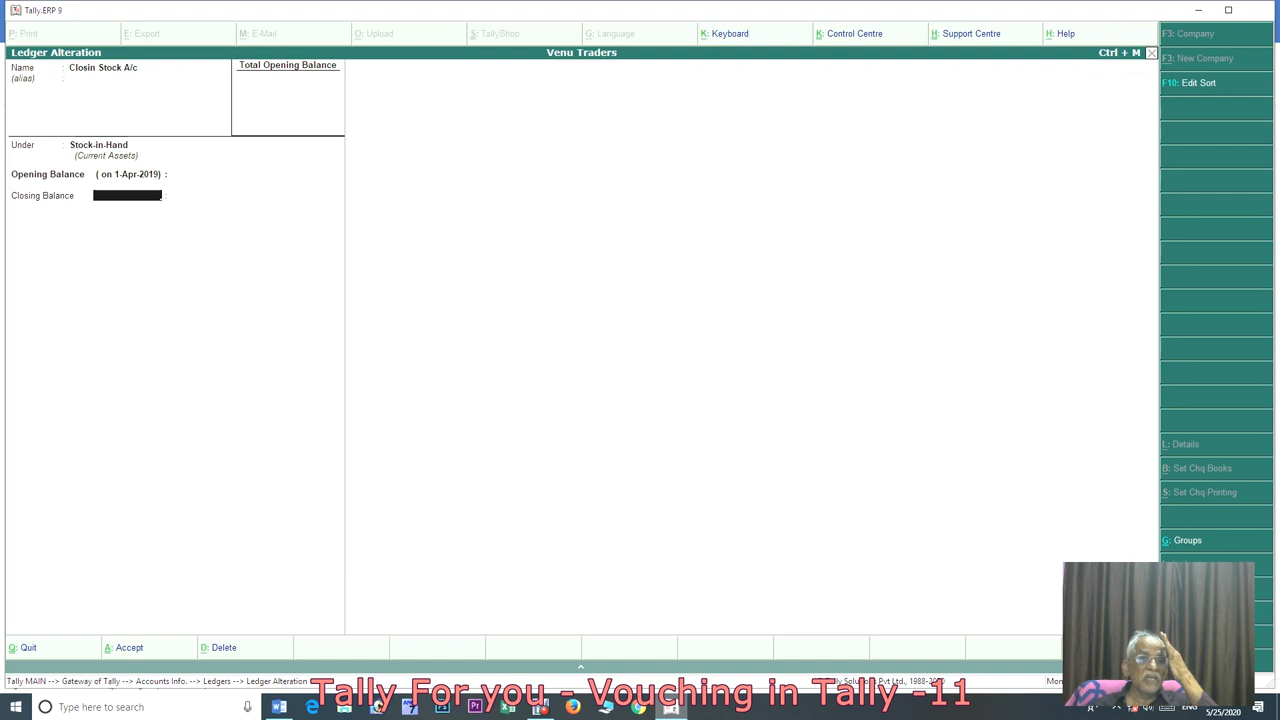 Tally.ERP 9
P: Print E: Export M: E-Mail O: Upload S: TallyShop G: Language K: Keyboard K: Control Centre H: Support Centre H: Help
Ledger Alteration Venu Traders Ctrl + M
Name : Closin Stock A/c
(alias) :
Total Opening Balance
Under : Stock-in-Hand
(Current Assets)
Opening Balance ( on 1-Apr-2019) :
Closing Balance :
F3: Company
F3: New Company
F10: Edit Sort
L: Details
B: Set Chq Books
S: Set Chq Printing
G: Groups
Q: Quit A: Accept D: Delete
Tally MAIN --> Gateway of Tally --> Accounts Info. --> Ledgers --> Ledger Alteration
Tally For you - Vouching in Tally -11
Type here to search
5/25/2020